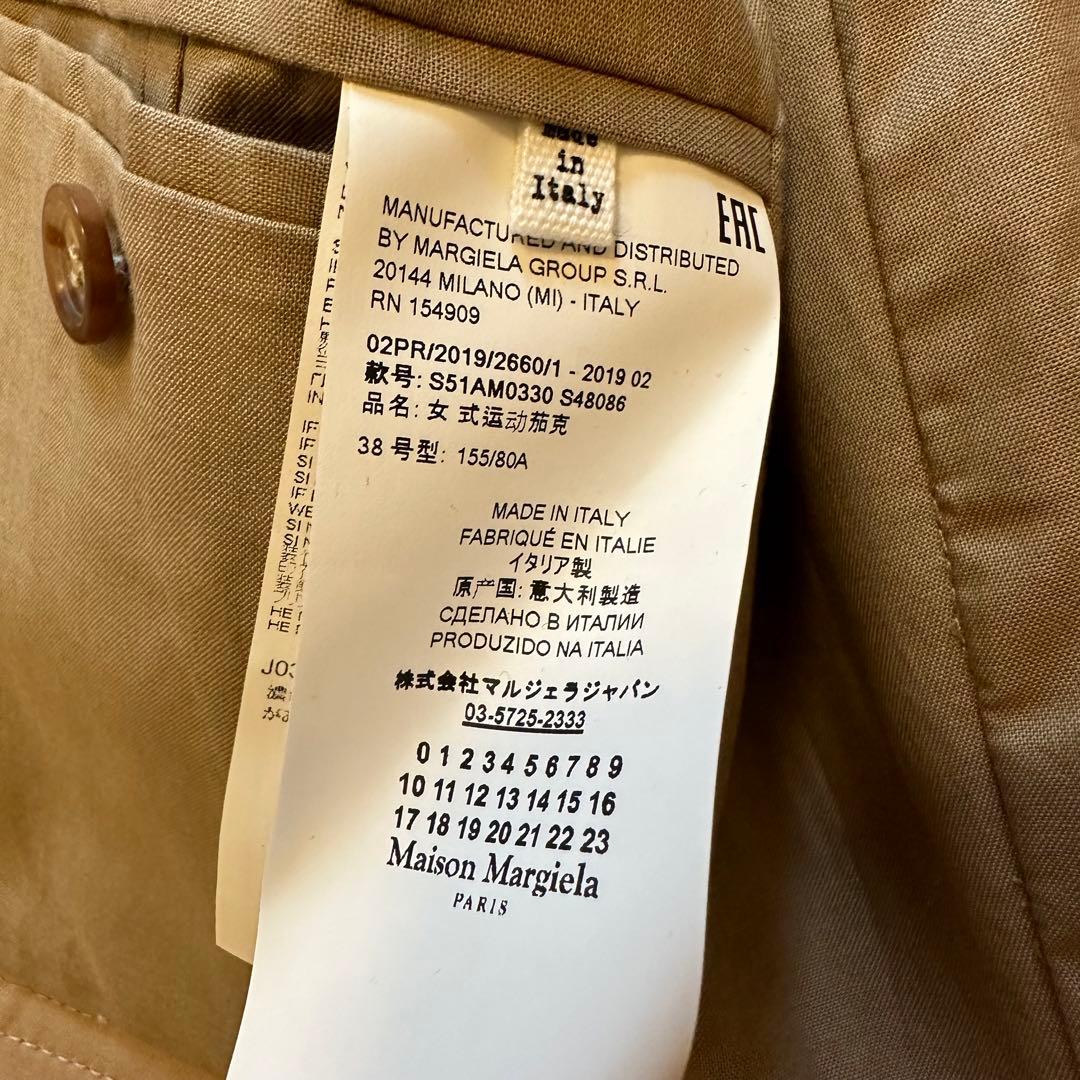 Made
in
Italy
EAC
MANUFACTURED AND DISTRIBUTED
BY MARGIELA GROUP S.R.L.
20144 MILANO (MI) - ITALY
RN 154909
02PR/2019/2660/1 - 2019 02
款号: S51AM0330 S48086
品名: 女 式运动茄克
38 号型: 155/80A
MADE IN ITALY
FABRIQUÉ EN ITALIE
イタリア製
原产国: 意大利製造
СДЕЛАНО В ИТАЛИИ
PRODUZIDO NA ITALIA
株式会社マルジェラジャパン
03-5725-2333
0 1 2 3 4 5 6 7 8 9
10 11 12 13 14 15 16
17 18 19 20 21 22 23
Maison Margiela
PARIS